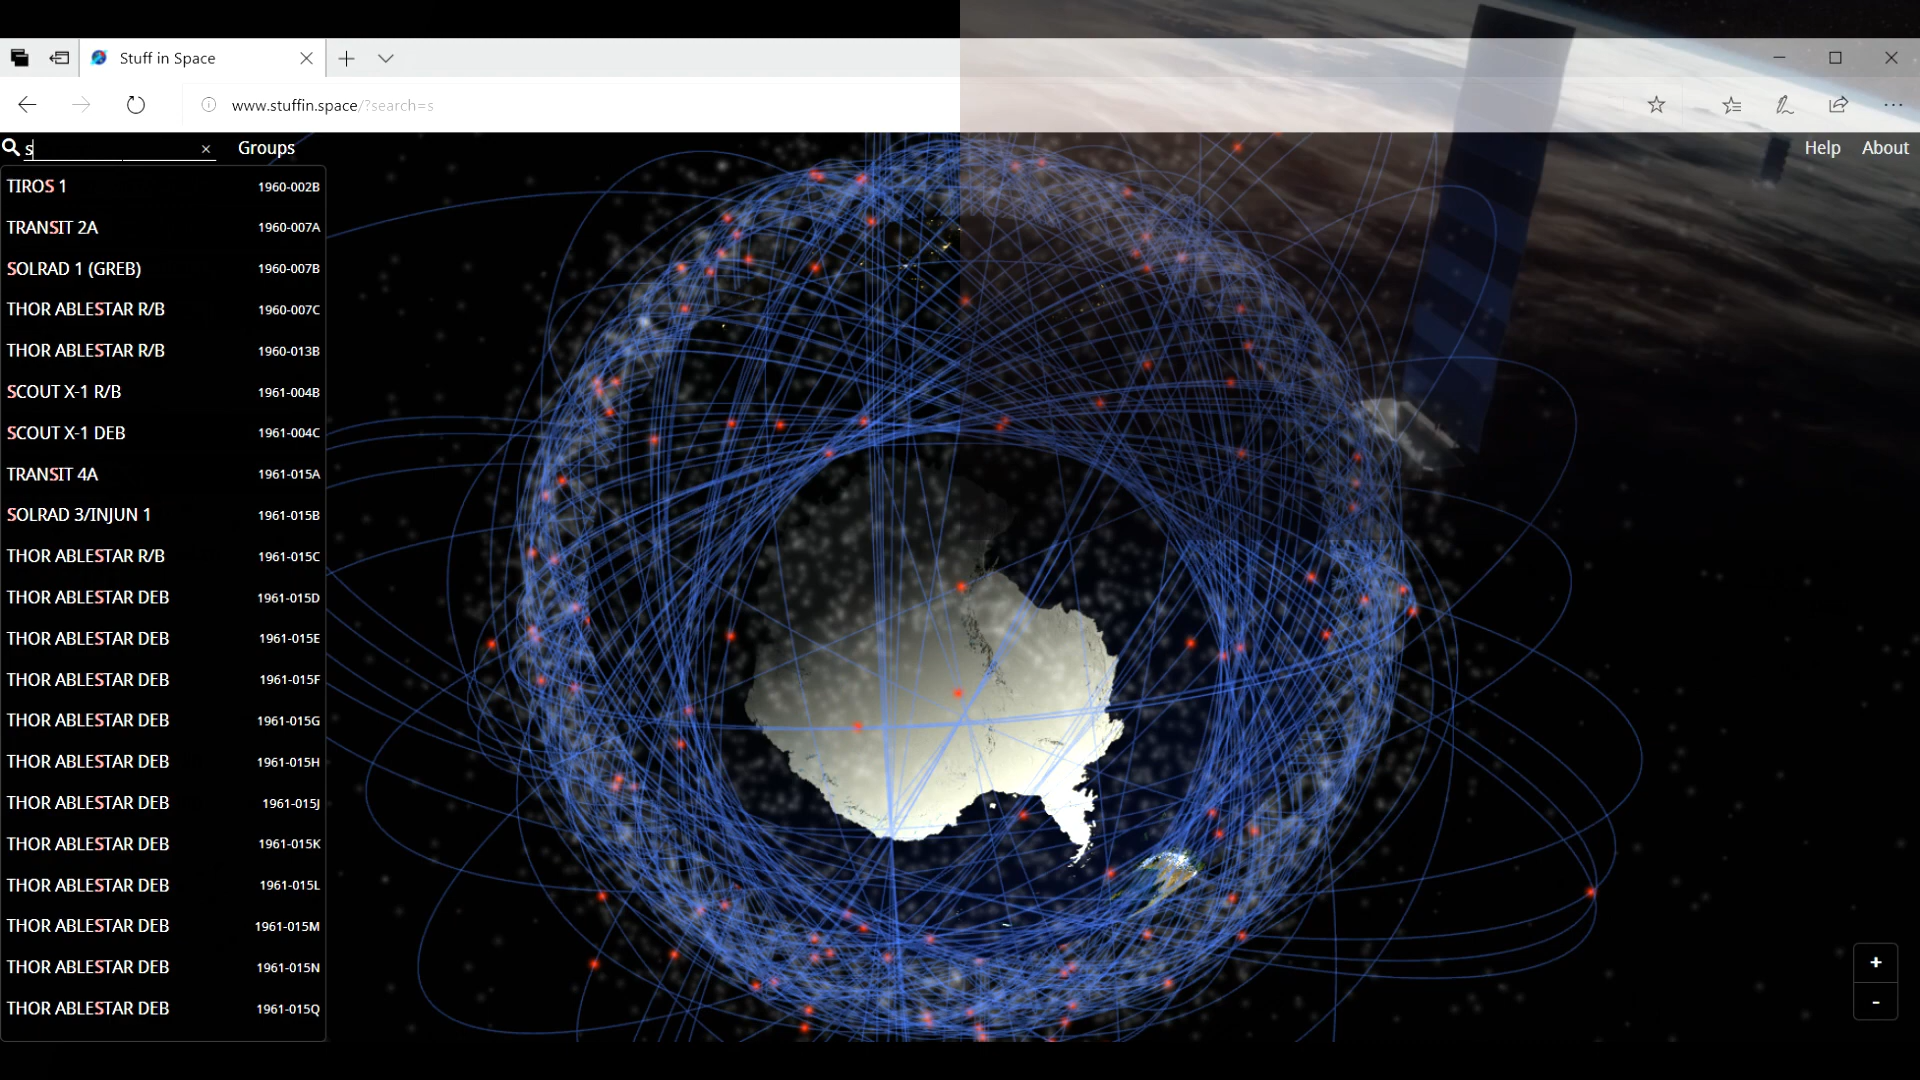 Stuff in Space
www.stuffin.space/?search=s
s
Groups
Help
About
TIROS 1 1960-002B
TRANSIT 2A 1960-007A
SOLRAD 1 (GREB) 1960-007B
THOR ABLESTAR R/B 1960-007C
THOR ABLESTAR R/B 1960-013B
SCOUT X-1 R/B 1961-004B
SCOUT X-1 DEB 1961-004C
TRANSIT 4A 1961-015A
SOLRAD 3/INJUN 1 1961-015B
THOR ABLESTAR R/B 1961-015C
THOR ABLESTAR DEB 1961-015D
THOR ABLESTAR DEB 1961-015E
THOR ABLESTAR DEB 1961-015F
THOR ABLESTAR DEB 1961-015G
THOR ABLESTAR DEB 1961-015H
THOR ABLESTAR DEB 1961-015J
THOR ABLESTAR DEB 1961-015K
THOR ABLESTAR DEB 1961-015L
THOR ABLESTAR DEB 1961-015M
THOR ABLESTAR DEB 1961-015N
THOR ABLESTAR DEB 1961-015Q
+
-